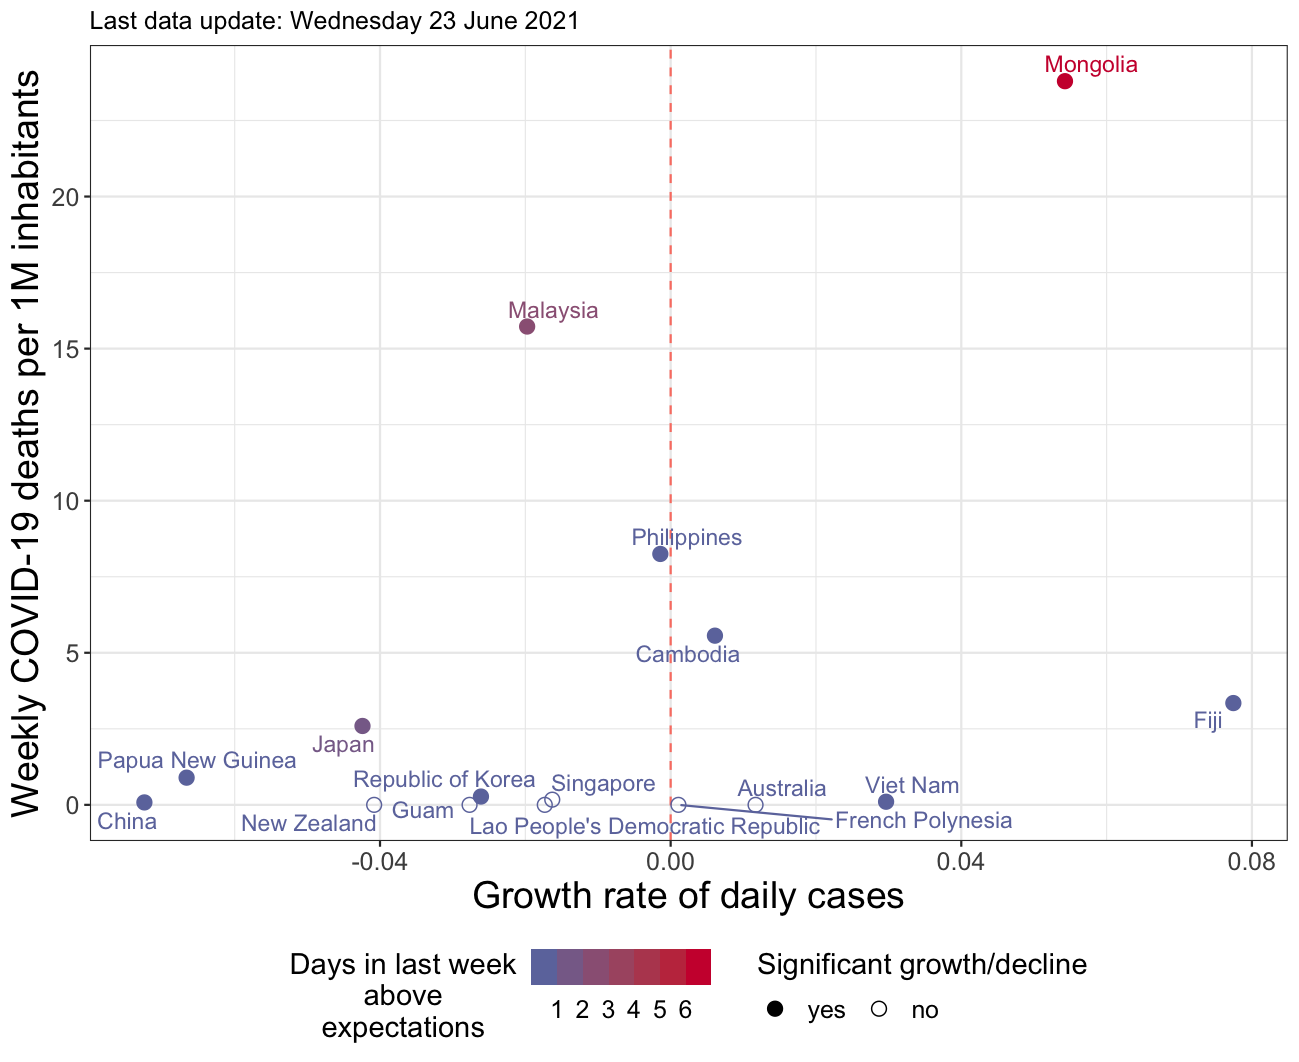 Last data update: Wednesday 23 June 2021
Weekly COVID-19 deaths per 1M inhabitants
20
15
10
5
0
Mongolia
Malaysia
Philippines
Cambodia
Fiji
Japan
Papua New Guinea
Republic of Korea
Singapore
Australia
Viet Nam
China
New Zealand
Guam
Lao People's Democratic Republic
French Polynesia
-0.04 0.00 0.04 0.08
Growth rate of daily cases
Days in last week
above
expectations
1 2 3 4 5 6
Significant growth/decline
yes no